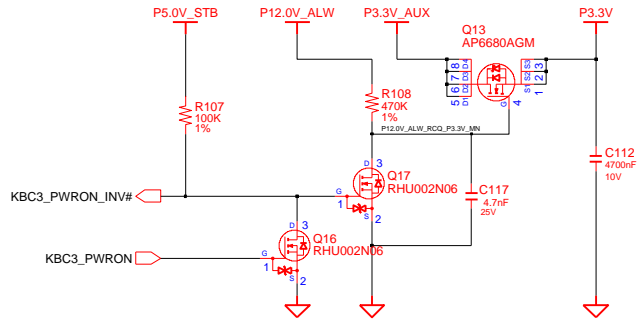 P5.0V_STB
P12.0V_ALW
P3.3V_AUX
P3.3V
Q13
AP6680AGM
8 D4
7 D3
6 D2
5 D1
S3 3
S2 2
S1 1
G 4
R107
100K
1%
R108
470K
1%
P12.0V_ALW_RCQ_P3.3V_MN
C112
4700nF
10V
D 3
Q17
RHU002N06
G 1
S 2
C117
4.7nF
25V
KBC3_PWRON_INV#
D 3
Q16
RHU002N06
KBC3_PWRON
G 1
S 2